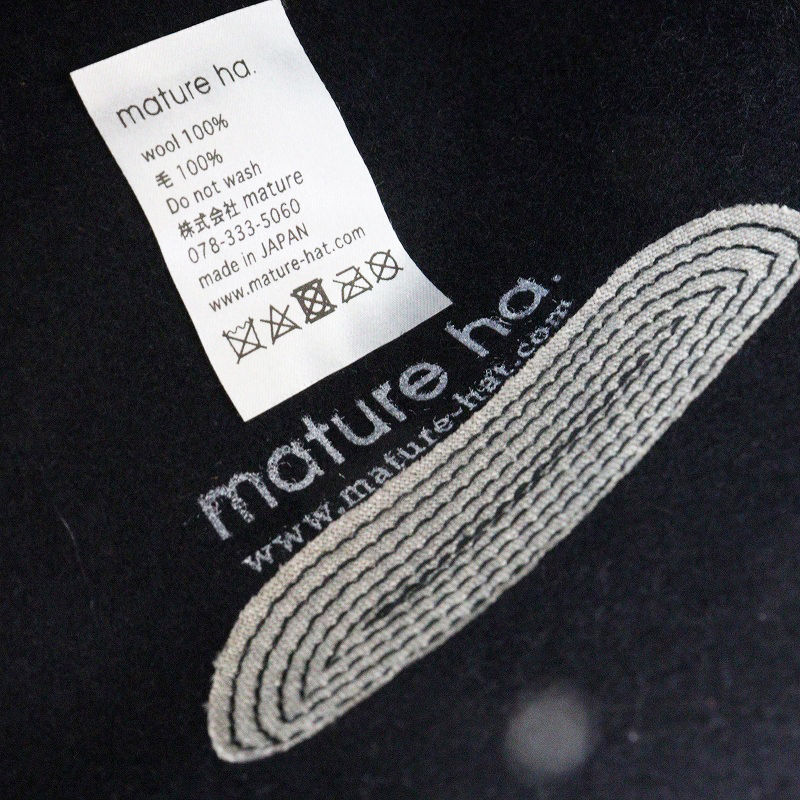 mature ha.
wool 100%
毛 100%
Do not wash
株式会社 mature
078-333-5060
made in JAPAN
www.mature-hat.com
mature ha.
www.mature-hat.com